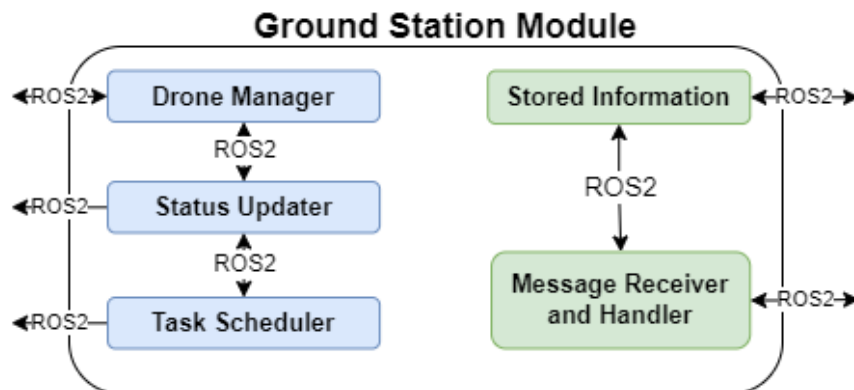 Ground Station Module
ROS2
Drone Manager
Stored Information
ROS2
ROS2
ROS2
ROS2
Status Updater
ROS2
Message Receiver
and Handler
ROS2
ROS2
Task Scheduler
ROS2